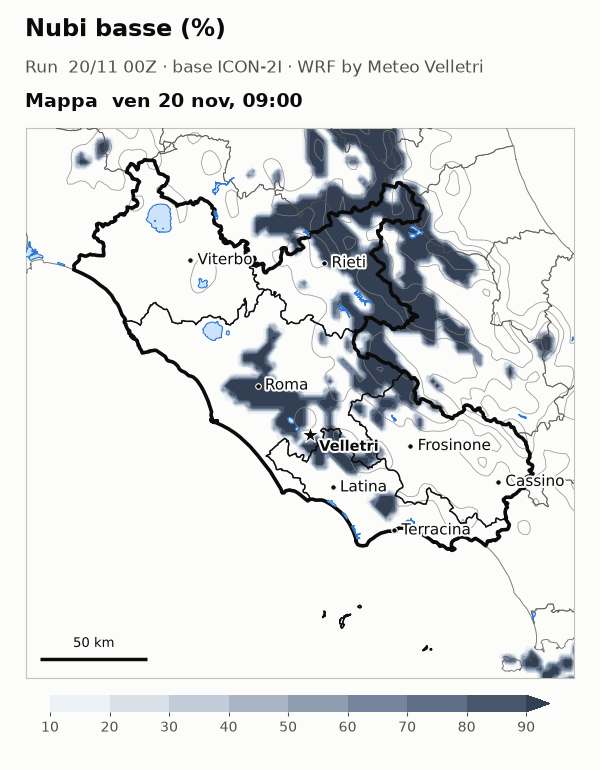 Nubi basse (%)
Run  20/11 00Z · base ICON-2I · WRF by Meteo Velletri
Mappa  ven 20 nov, 09:00
Viterbo
Rieti
Roma
Velletri
Frosinone
Latina
Cassino
Terracina
50 km
10 20 30 40 50 60 70 80 90